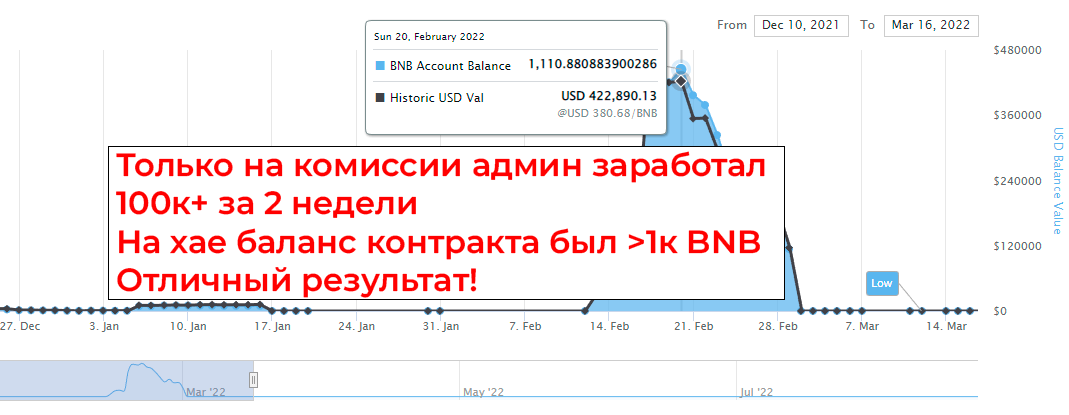 From Dec 10, 2021 To Mar 16, 2022
Sun 20, February 2022
BNB Account Balance 1,110.880883900286
Historic USD Val USD 422,890.13
@USD 380.68/BNB
$480000
$360000
$240000
$120000
$0
USD Balance Value
Только на комиссии админ заработал
100к+ за 2 недели
На хае баланс контракта был >1к BNB
Отличный результат!
Low
27. Dec 3. Jan 10. Jan 17. Jan 24. Jan 31. Jan 7. Feb 14. Feb 21. Feb 28. Feb 7. Mar 14. Mar
Mar '22 May '22 Jul '22